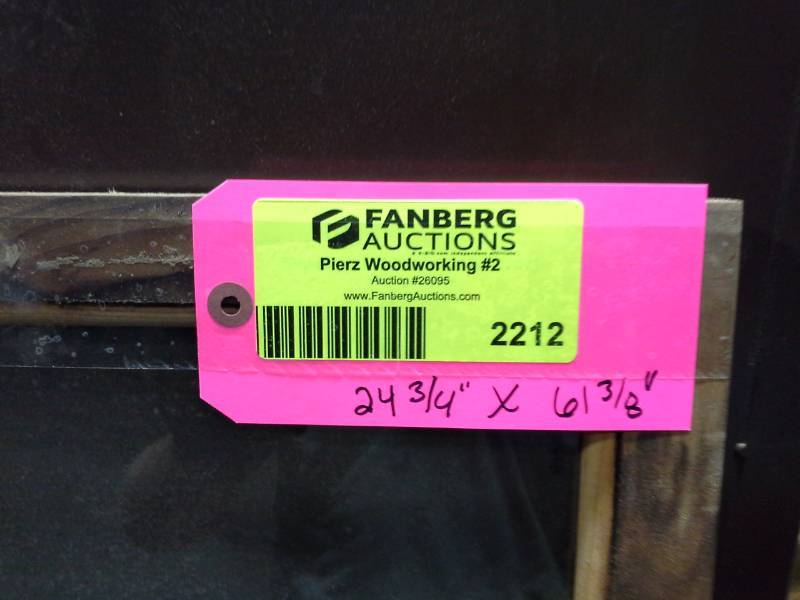 FANBERG
AUCTIONS
Pierz Woodworking #2
Auction #26095
www.FanbergAuctions.com
2212
24 3/4" X 61 3/8"